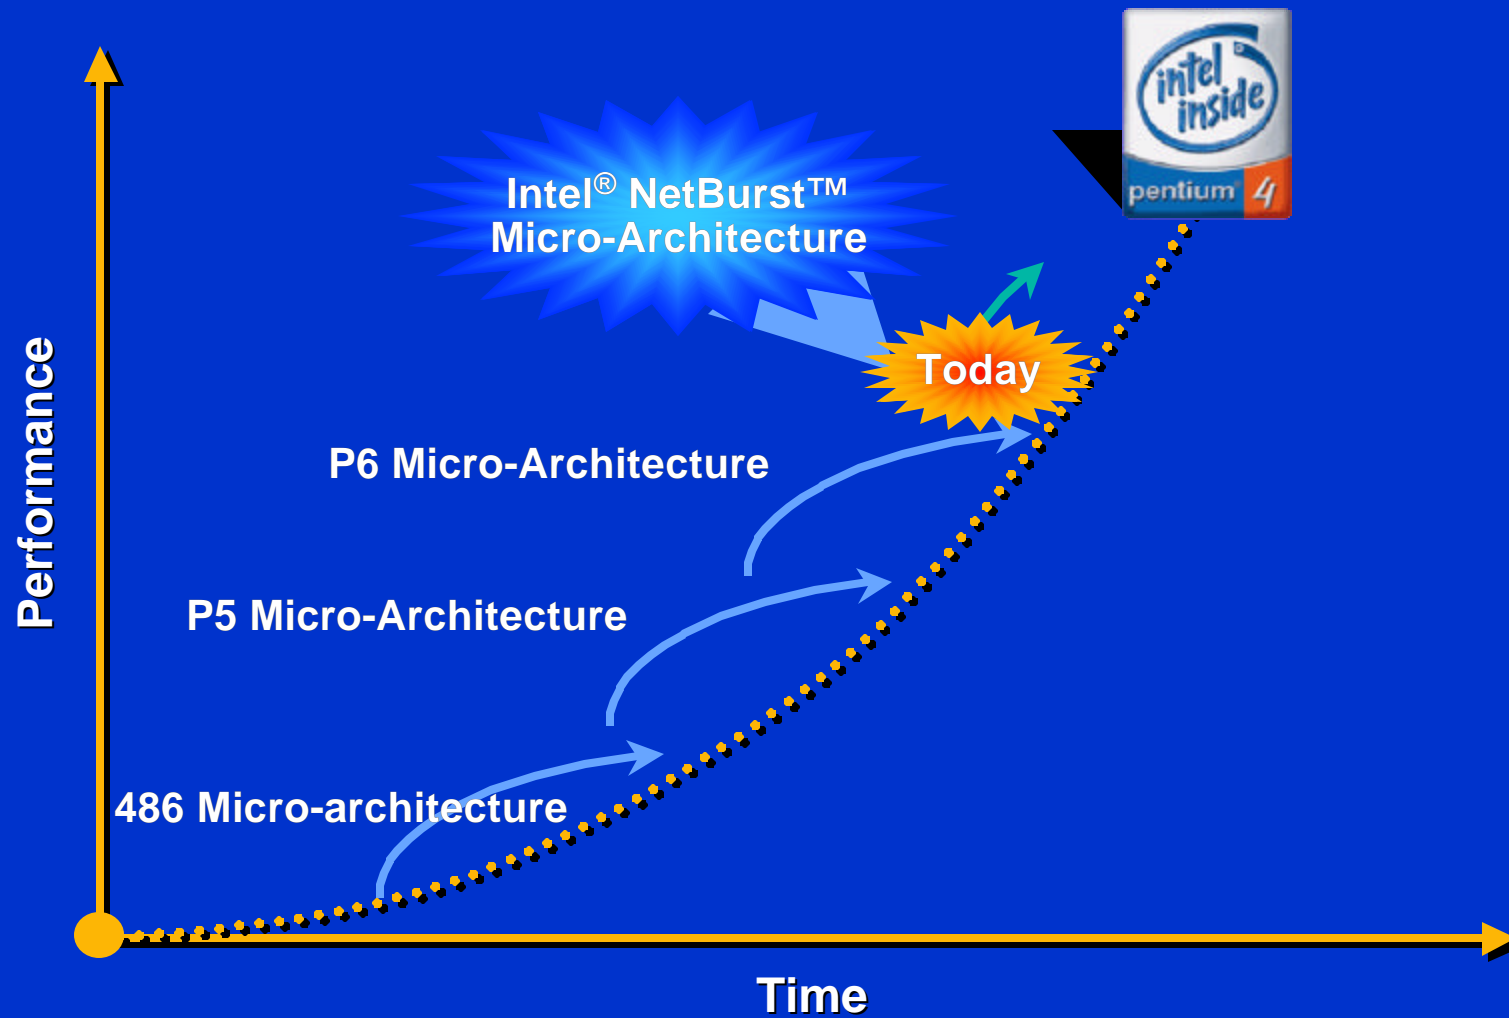 intel
inside
pentium® 4
Intel® NetBurst™
Micro-Architecture
Today
P6 Micro-Architecture
P5 Micro-Architecture
486 Micro-architecture
Performance
Time